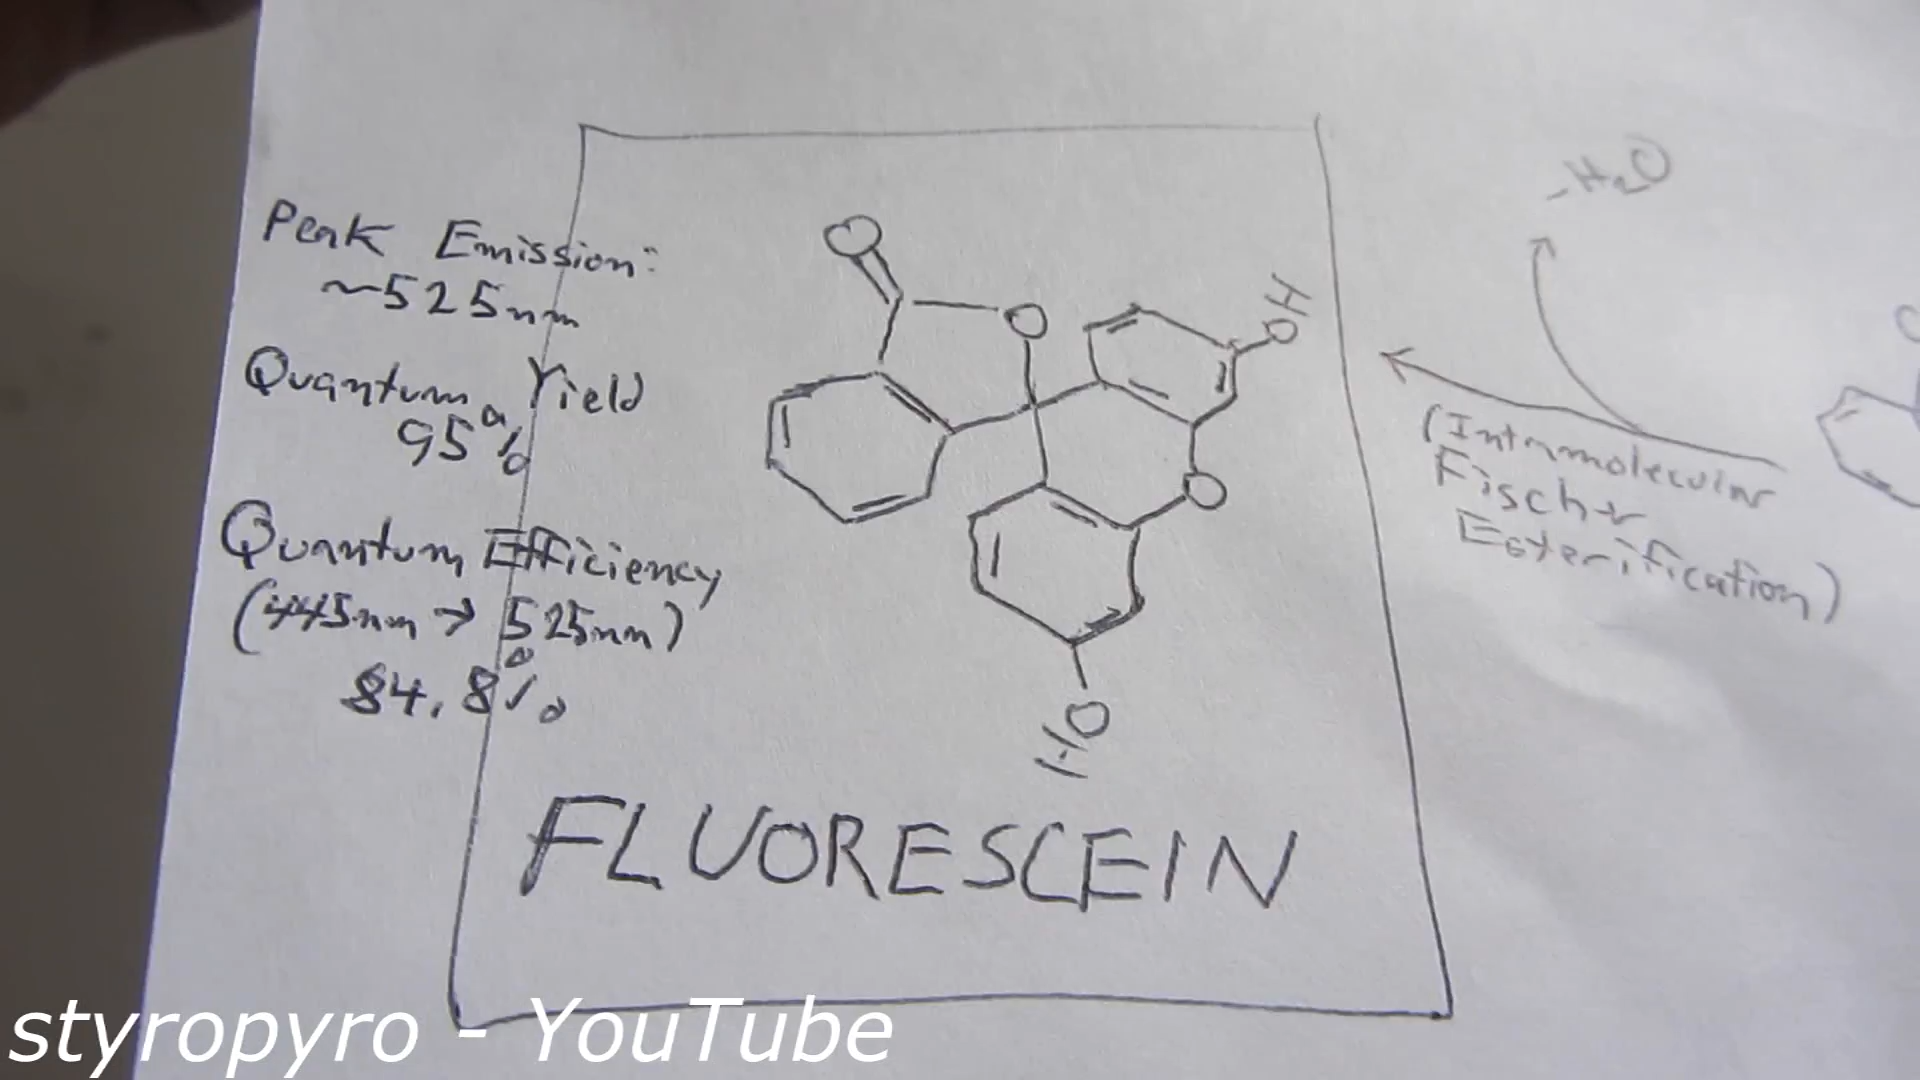 Peak Emission:
~525nm
Quantum Yield
95%
Quantum Efficiency
(445nm → 525nm)
84.8%
O
O
OH
O
HO
FLUORESCEIN
-H₂O
(Intramolecular
Fischer
Esterification)
styropyro - YouTube